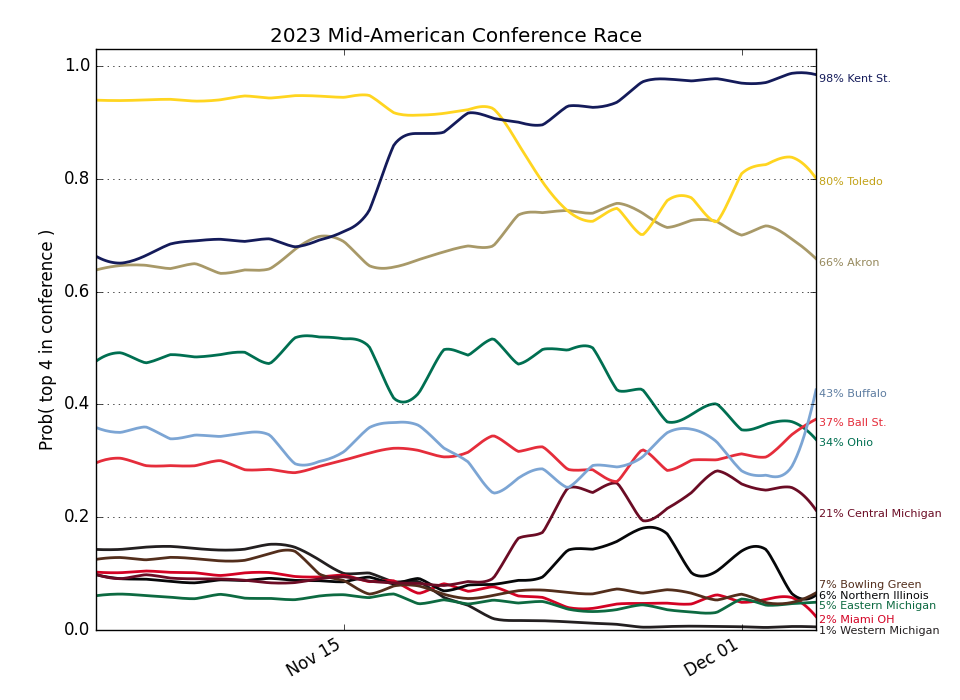 2023 Mid-American Conference Race
Prob( top 4 in conference )
1.0
0.8
0.6
0.4
0.2
0.0
Nov 15
Dec 01
98% Kent St.
80% Toledo
66% Akron
43% Buffalo
37% Ball St.
34% Ohio
21% Central Michigan
7% Bowling Green
6% Northern Illinois
5% Eastern Michigan
2% Miami OH
1% Western Michigan